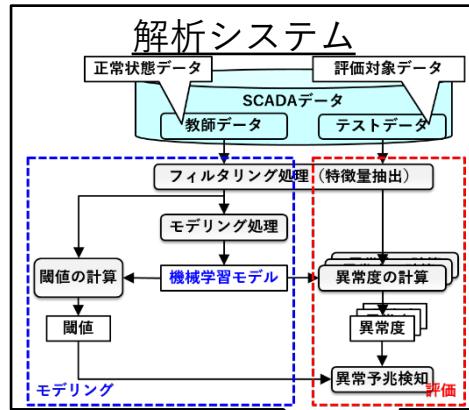 解析システム
正常状態データ
評価対象データ
SCADAデータ
教師データ
テストデータ
フィルタリング処理（特徴量抽出）
モデリング処理
閾値の計算
機械学習モデル
異常度の計算
閾値
異常度
異常予兆検知
モデリング
評価